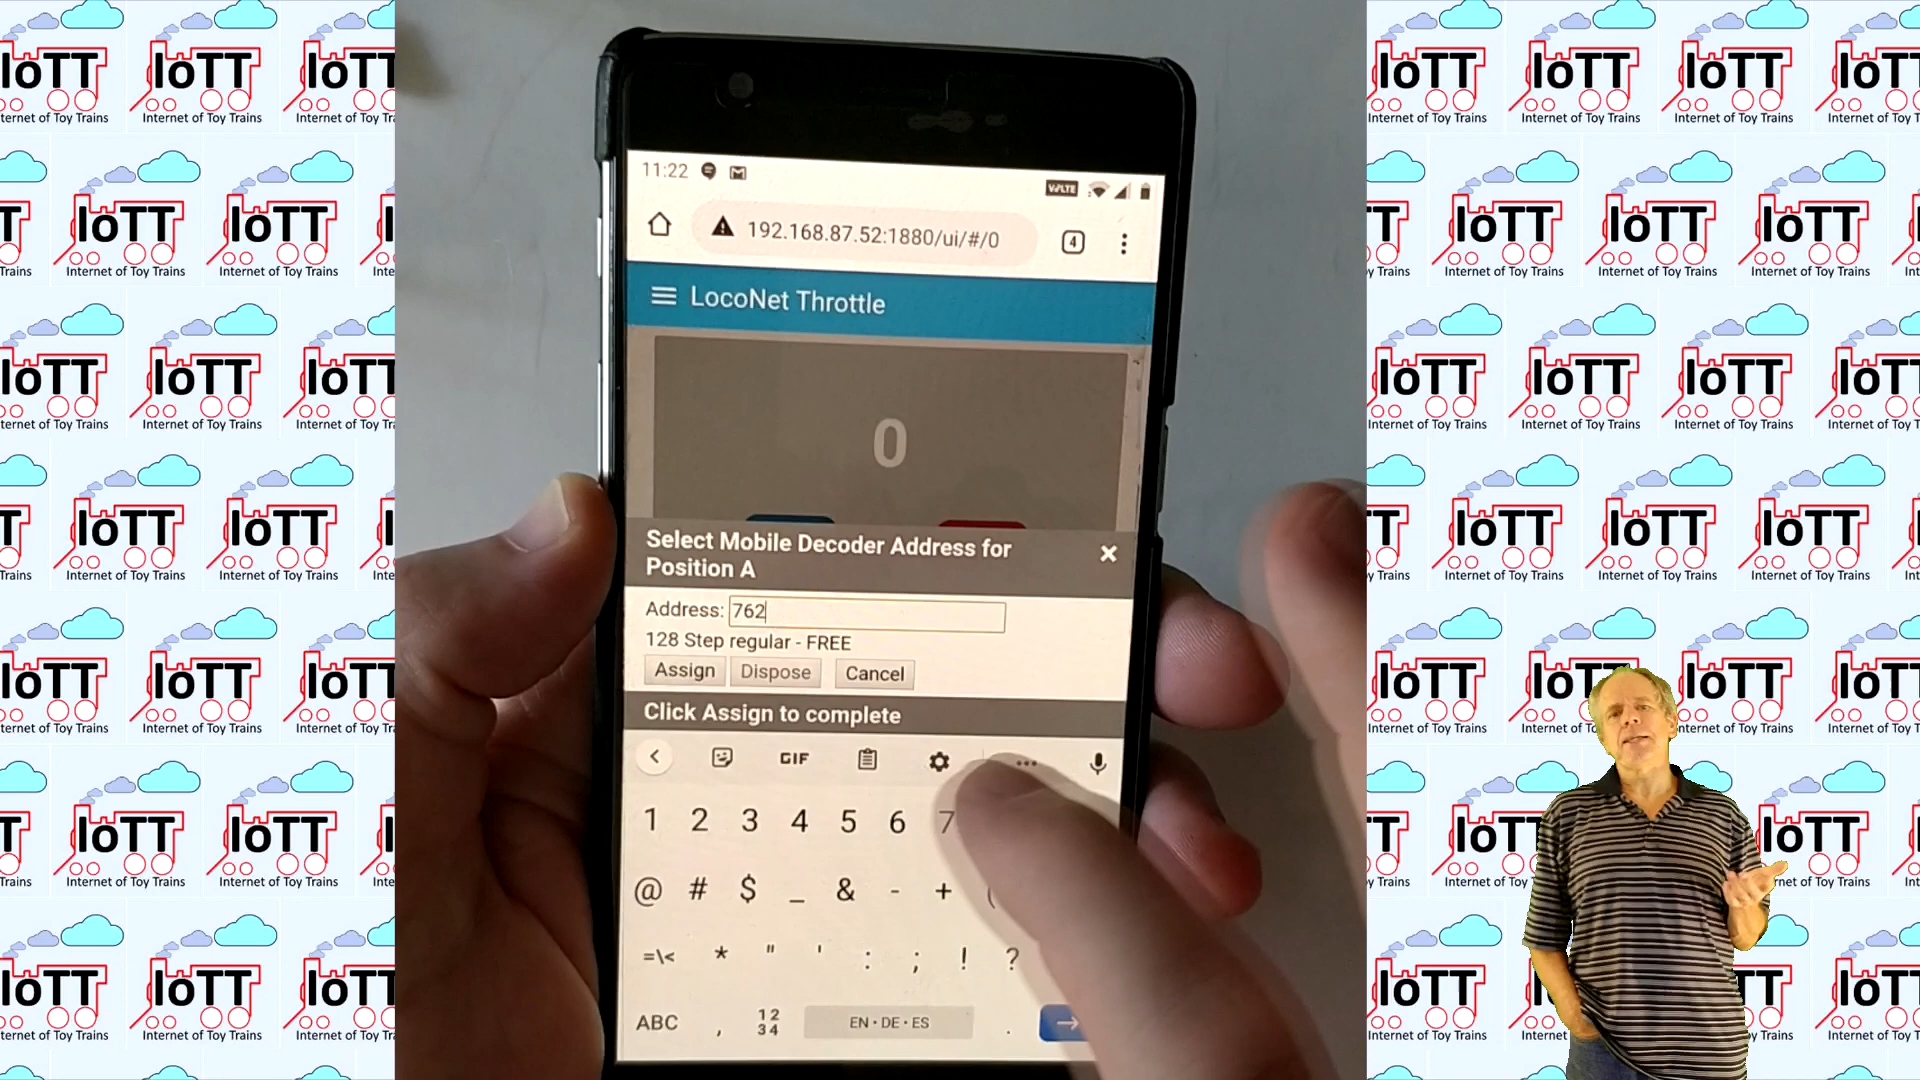 IoTT
Internet of Toy Trains
11:22
VoLTE
192.168.87.52:1880/ui/#/0
4
LocoNet Throttle
0
Select Mobile Decoder Address for
Position A
Address: 762
128 Step regular - FREE
Assign Dispose Cancel
Click Assign to complete
GIF
1 2 3 4 5 6 7
@ # $ _ & - + (
=\< * " ' : ; ! ?
ABC , 12 34 EN • DE • ES .